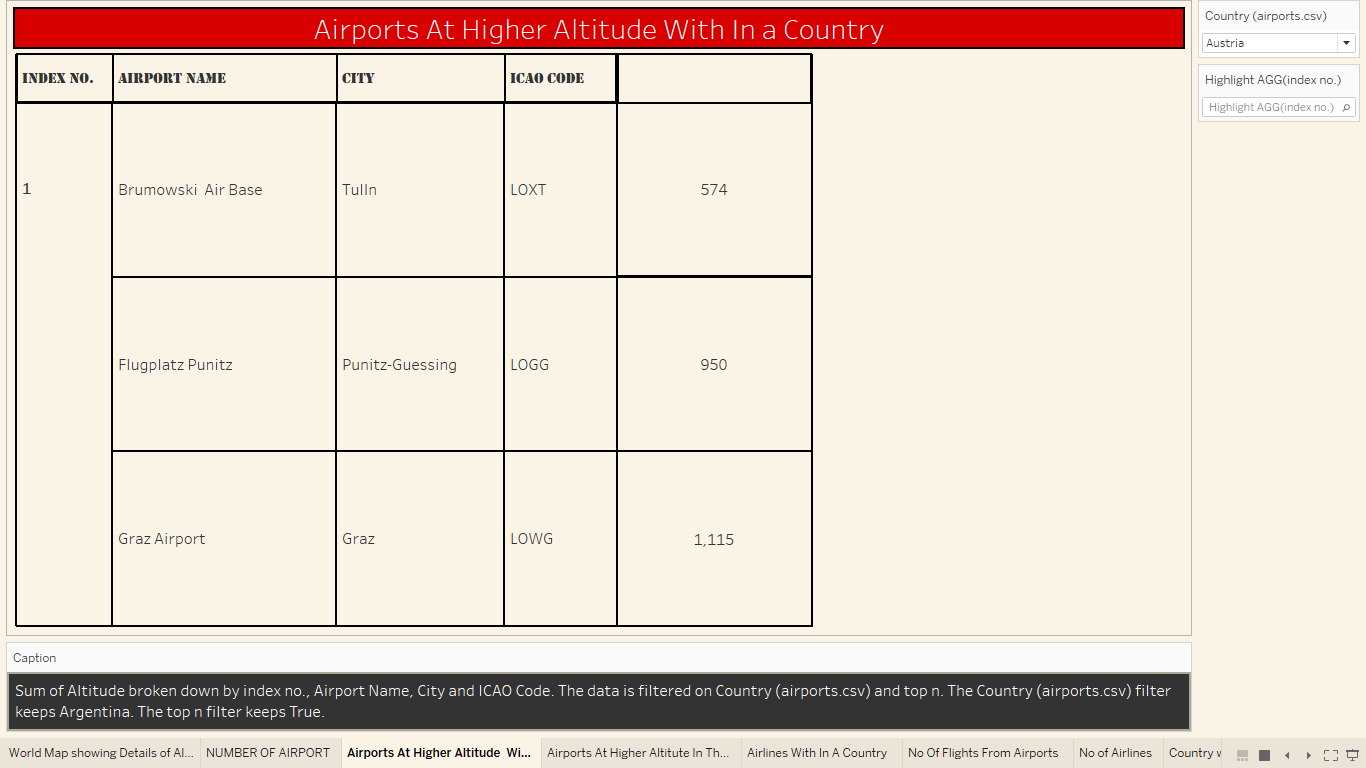 Airports At Higher Altitude With In a Country
Country (airports.csv)
Austria
Highlight AGG(index no.)
Highlight AGG(index no.)
INDEX NO. AIRPORT NAME CITY ICAO CODE
1 Brumowski  Air Base Tulln LOXT 574
Flugplatz Punitz Punitz-Guessing LOGG 950
Graz Airport Graz LOWG 1,115
Caption
Sum of Altitude broken down by index no., Airport Name, City and ICAO Code. The data is filtered on Country (airports.csv) and top n. The Country (airports.csv) filter
keeps Argentina. The top n filter keeps True.
World Map showing Details of Al... NUMBER OF AIRPORT Airports At Higher Altitude  Wi... Airports At Higher Altitute In Th... Airlines With In A Country No Of Flights From Airports No of Airlines Country w